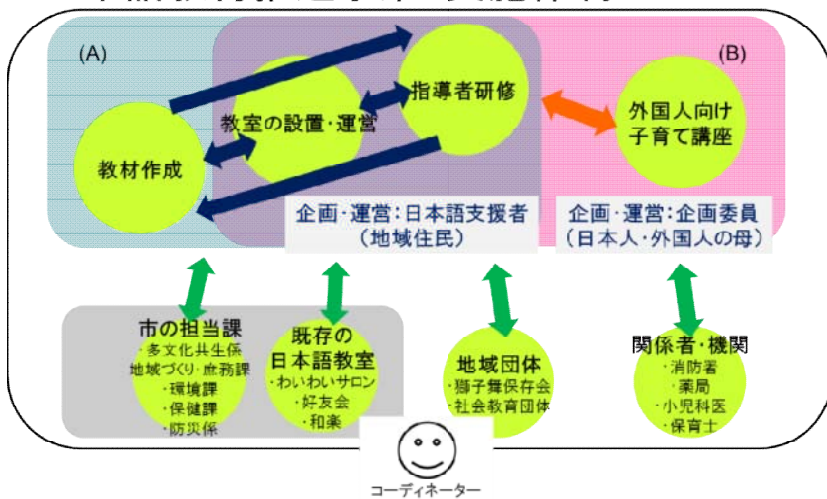 (A)
(B)
指導者研修
教室の設置・運営
外国人向け
子育て講座
教材作成
企画・運営：日本語支援者
（地域住民）
企画・運営：企画委員
（日本人・外国人の母）
市の担当課
・多文化共生係
地域づくり・庶務課
・環境課
・保健課
・防災係
既存の
日本語教室
・わいわいサロン
・好友会
・和楽
地域団体
・獅子舞保存会
・社会教育団体
関係者・機関
・消防署
・薬局
・小児科医
・保育士
コーディネーター